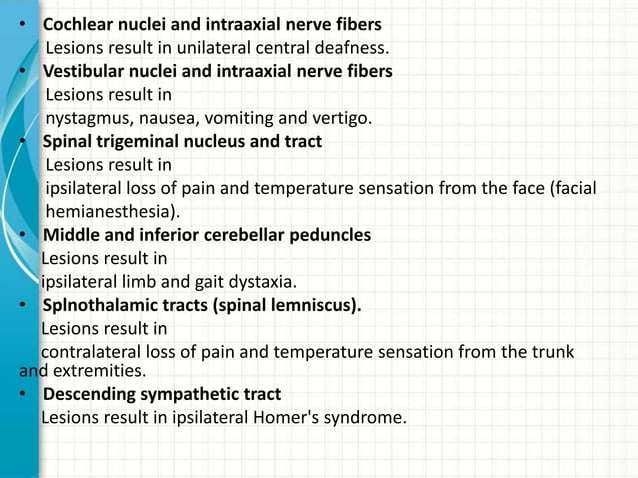 • Cochlear nuclei and intraaxial nerve fibers
Lesions result in unilateral central deafness.
• Vestibular nuclei and intraaxial nerve fibers
Lesions result in
nystagmus, nausea, vomiting and vertigo.
• Spinal trigeminal nucleus and tract
Lesions result in
ipsilateral loss of pain and temperature sensation from the face (facial
hemianesthesia).
• Middle and inferior cerebellar peduncles
Lesions result in
ipsilateral limb and gait dystaxia.
• Splnothalamic tracts (spinal lemniscus).
Lesions result in
contralateral loss of pain and temperature sensation from the trunk
and extremities.
• Descending sympathetic tract
Lesions result in ipsilateral Homer's syndrome.